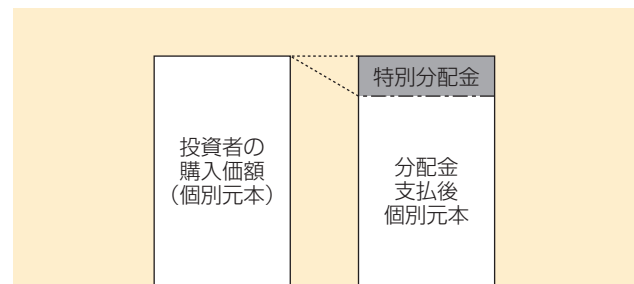 投資者の
購入価額
（個別元本）
特別分配金
分配金
支払後
個別元本